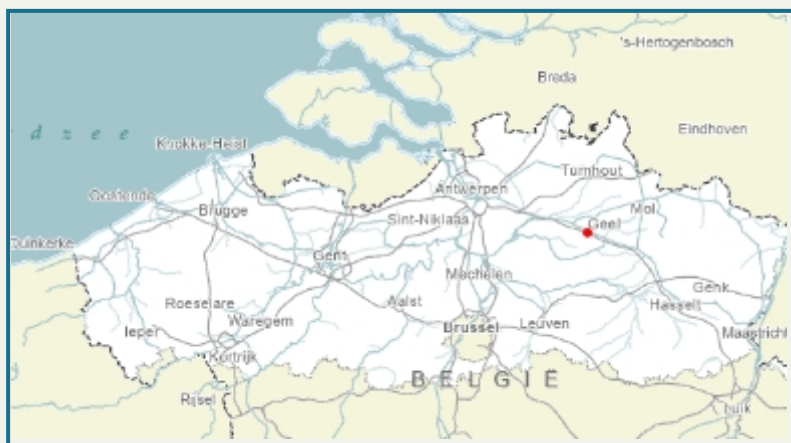 's-Hertogenbosch
Breda
dzee
Eindhoven
Knokke-Heist
Turnhout
Antwerpen
Oostende
Mol
Brugge
Sint-Niklaas
Geel
Duinkerke
Gent
Mechelen
Genk
Roeselare
Aalst
Hasselt
Waregem
Brussel
Leuven
Ieper
Maastricht
Kortrijk
BELGIË
Rijsel
Luik